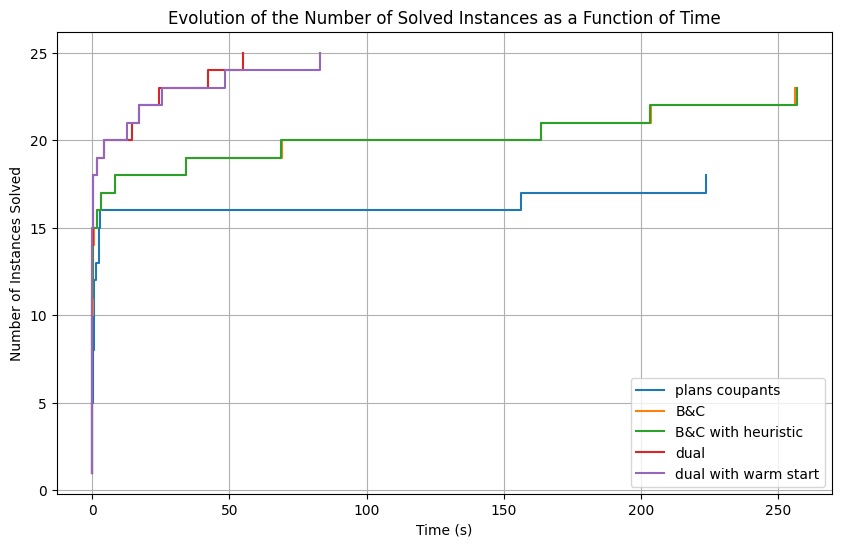 Evolution of the Number of Solved Instances as a Function of Time
Number of Instances Solved
25
20
15
10
5
0
0 50 100 150 200 250
Time (s)
plans coupants
B&C
B&C with heuristic
dual
dual with warm start